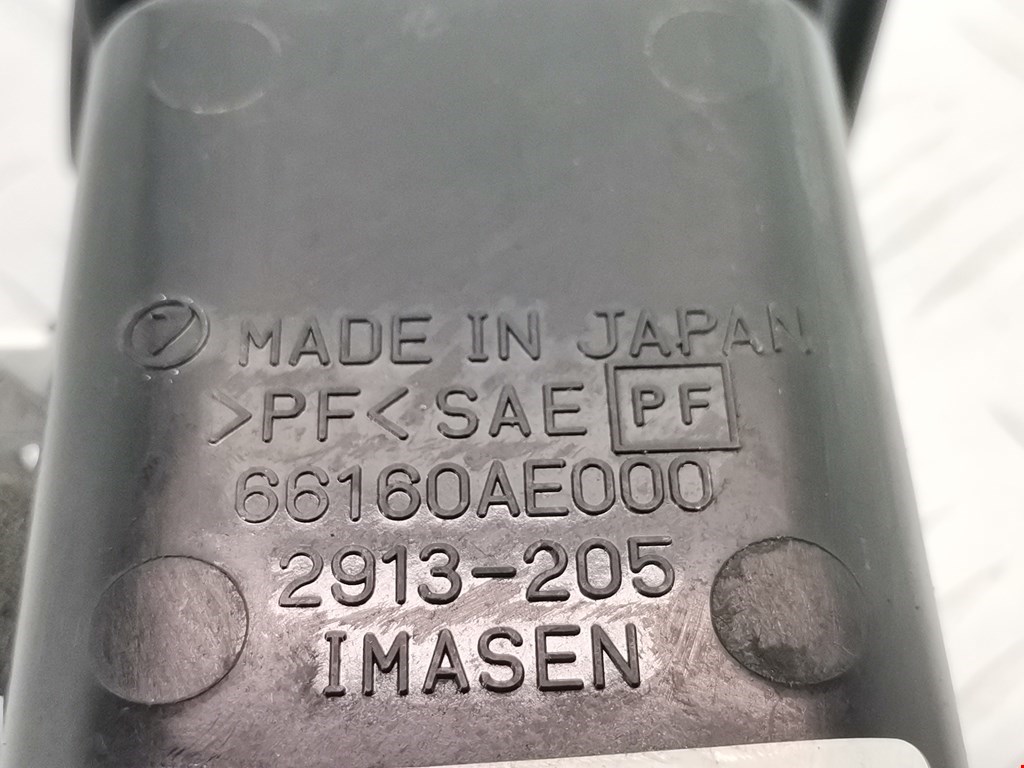 MADE IN JAPAN
>PF< SAE PF
66160AE000
2913-205
IMASEN